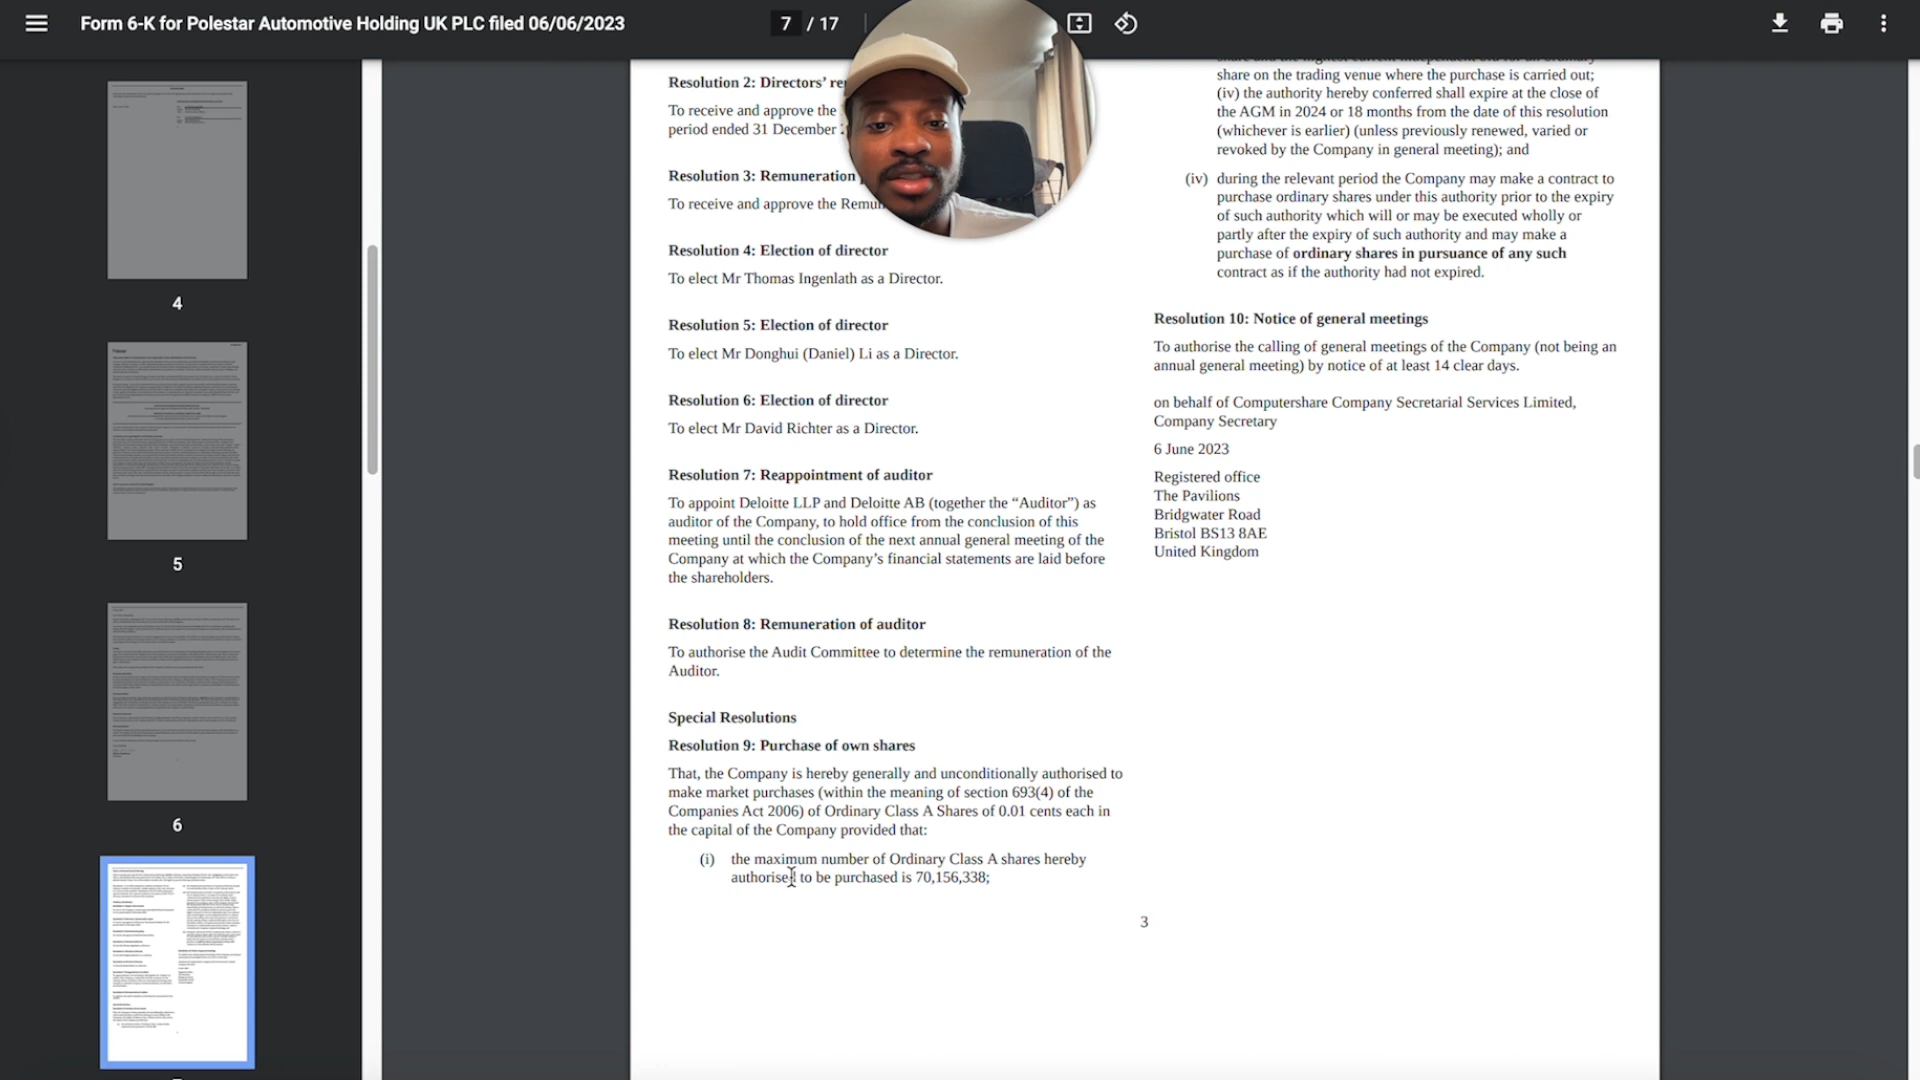 Form 6-K for Polestar Automotive Holding UK PLC filed 06/06/2023
7 / 17
4
5
6
Resolution 2: Directors’
To receive and approve the
period ended 31 December
Resolution 3: Remuneration
To receive and approve the
Resolution 4: Election of director
To elect Mr Thomas Ingenlath as a Director.
Resolution 5: Election of director
To elect Mr Donghui (Daniel) Li as a Director.
Resolution 6: Election of director
To elect Mr David Richter as a Director.
Resolution 7: Reappointment of auditor
To appoint Deloitte LLP and Deloitte AB (together the “Auditor”) as
auditor of the Company, to hold office from the conclusion of this
meeting until the conclusion of the next annual general meeting of the
Company at which the Company’s financial statements are laid before
the shareholders.
Resolution 8: Remuneration of auditor
To authorise the Audit Committee to determine the remuneration of the
Auditor.
Special Resolutions
Resolution 9: Purchase of own shares
That, the Company is hereby generally and unconditionally authorised to
make market purchases (within the meaning of section 693(4) of the
Companies Act 2006) of Ordinary Class A Shares of 0.01 cents each in
the capital of the Company provided that:
(i) the maximum number of Ordinary Class A shares hereby
authorised to be purchased is 70,156,338;
share on the trading venue where the purchase is carried out;
(iv) the authority hereby conferred shall expire at the close of
the AGM in 2024 or 18 months from the date of this resolution
(whichever is earlier) (unless previously renewed, varied or
revoked by the Company in general meeting); and
(iv) during the relevant period the Company may make a contract to
purchase ordinary shares under this authority prior to the expiry
of such authority which will or may be executed wholly or
partly after the expiry of such authority and may make a
purchase of ordinary shares in pursuance of any such
contract as if the authority had not expired.
Resolution 10: Notice of general meetings
To authorise the calling of general meetings of the Company (not being an
annual general meeting) by notice of at least 14 clear days.
on behalf of Computershare Company Secretarial Services Limited,
Company Secretary
6 June 2023
Registered office
The Pavilions
Bridgwater Road
Bristol BS13 8AE
United Kingdom
3